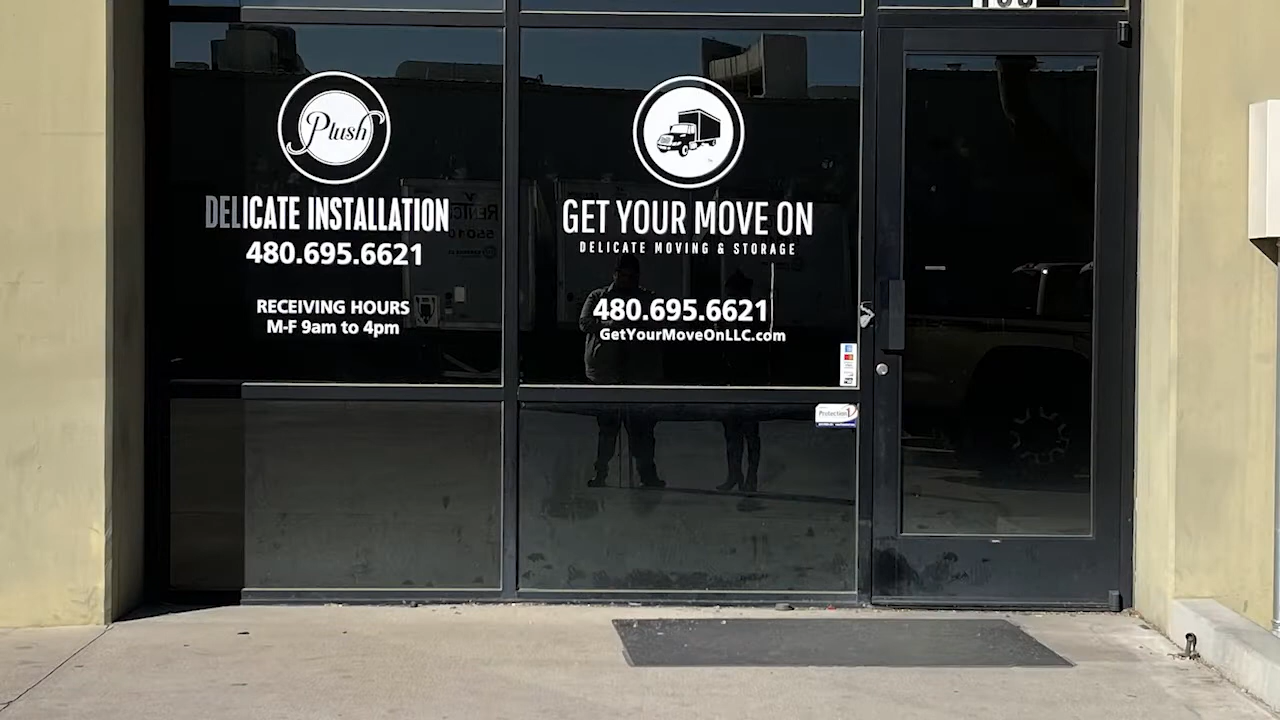 Plush
DELICATE INSTALLATION
480.695.6621
RECEIVING HOURS
M-F 9am to 4pm
GET YOUR MOVE ON
DELICATE MOVING & STORAGE
480.695.6621
GetYourMoveOnLLC.com
Protection1